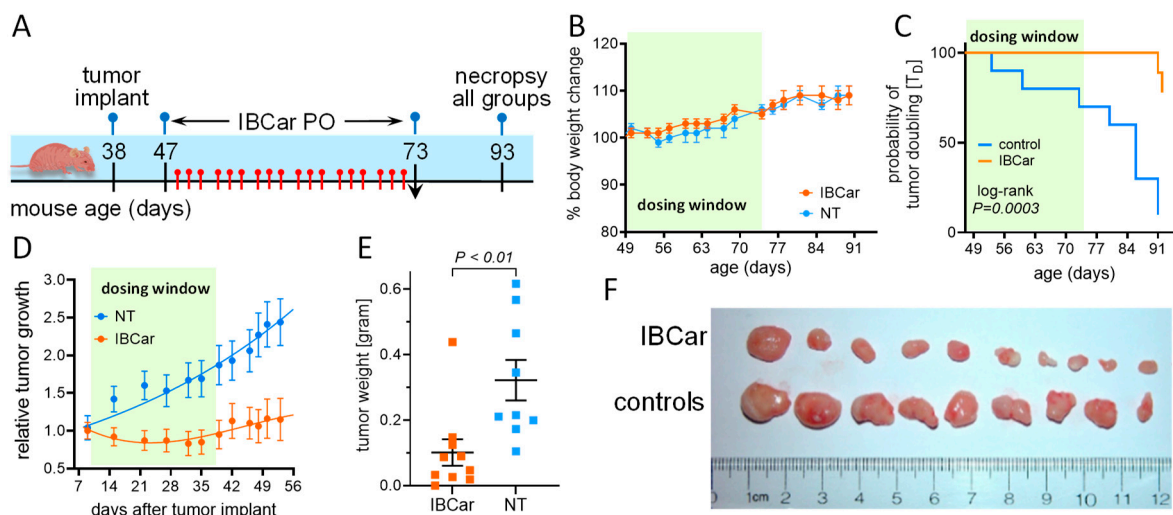 A
tumor
implant
IBCar PO
necropsy
all groups
38
47
73
93
mouse age (days)
B
% body weight change
120
110
100
90
80
IBCar
NT
dosing window
49 56 63 70 77 84 91
age (days)
C
dosing window
probability of
tumor doubling [TD]
100
50
0
control
IBCar
log-rank
P=0.0003
49 56 63 70 77 84 91
age (days)
D
relative tumor growth
3.0
2.5
2.0
1.5
1.0
0.5
dosing window
NT
IBCar
7 14 21 28 35 42 49 56
days after tumor implant
E
P < 0.01
tumor weight [gram]
0.6
0.4
0.2
0.0
IBCar NT
F
IBCar
controls
0 1cm 2 3 4 5 6 7 8 9 10 11 12